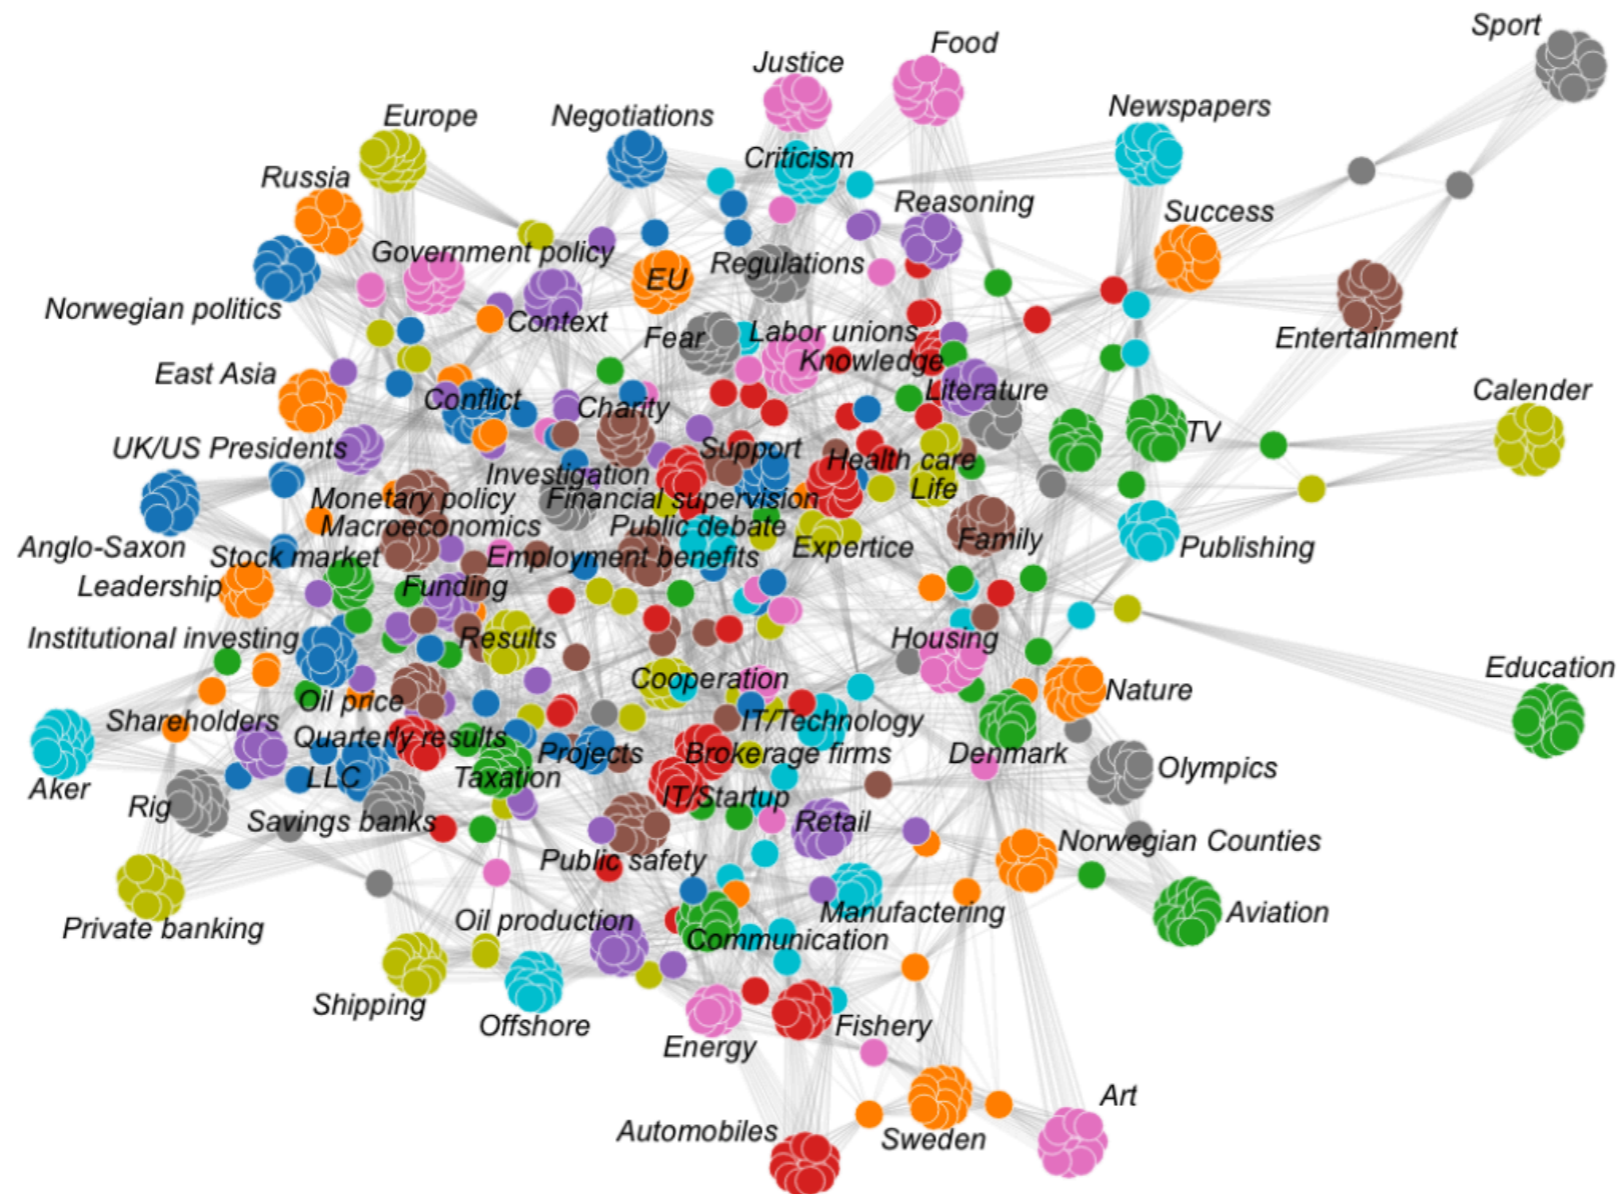 Sport
Food
Justice
Newspapers
Europe
Negotiations
Criticism
Russia
Reasoning
Success
Government policy
Regulations
EU
Norwegian politics
Context
Fear
Labor unions
Entertainment
Knowledge
East Asia
Literature
Calender
Conflict
Charity
TV
UK/US Presidents
Support
Health care
Investigation
Life
Monetary policy
Financial supervision
Macroeconomics
Public debate
Family
Anglo-Saxon
Expertice
Publishing
Stock market
Employment benefits
Leadership
Funding
Institutional investing
Results
Housing
Education
Cooperation
Nature
Oil price
Shareholders
IT/Technology
Quarterly results
Projects
Brokerage firms
Denmark
Olympics
LLC
Taxation
Aker
Rig
IT/Startup
Savings banks
Retail
Norwegian Counties
Public safety
Private banking
Oil production
Manufactering
Aviation
Communication
Shipping
Offshore
Fishery
Energy
Art
Automobiles
Sweden